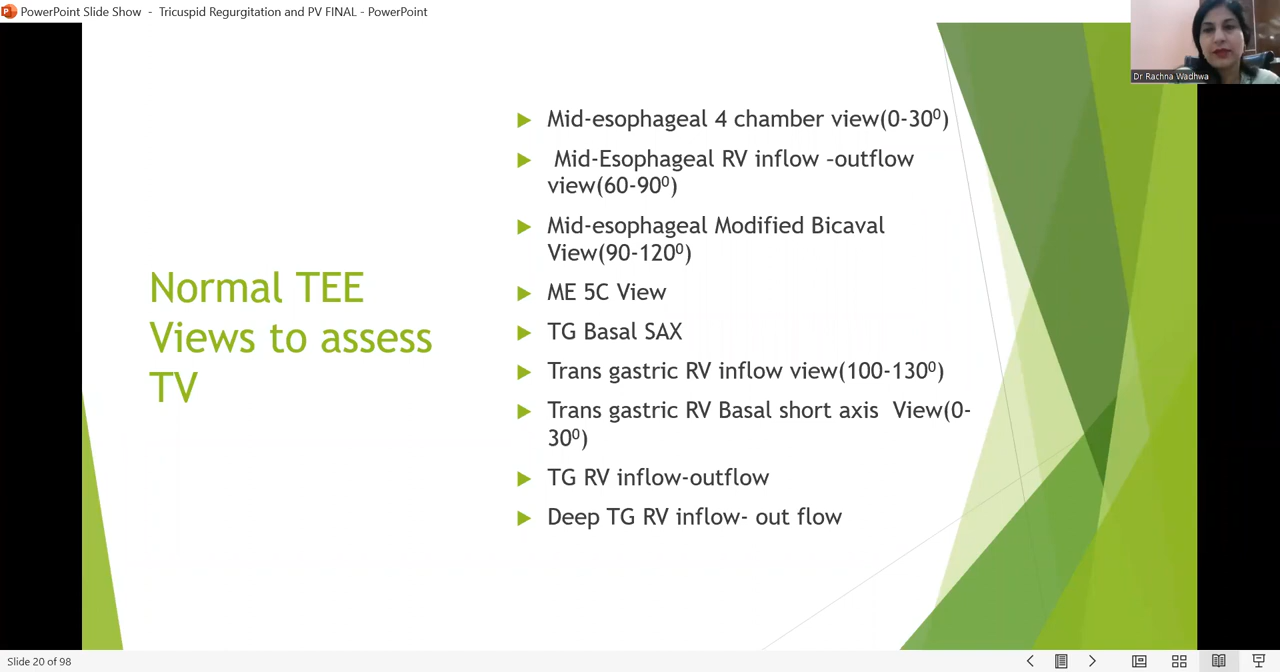 PowerPoint Slide Show - Tricuspid Regurgitation and PV FINAL - PowerPoint
Dr Rachna Wadhwa
Normal TEE
Views to assess
TV
Mid-esophageal 4 chamber view(0-30⁰)
Mid-Esophageal RV inflow -outflow
view(60-90⁰)
Mid-esophageal Modified Bicaval
View(90-120⁰)
ME 5C View
TG Basal SAX
Trans gastric RV inflow view(100-130⁰)
Trans gastric RV Basal short axis View(0-
30⁰)
TG RV inflow-outflow
Deep TG RV inflow- out flow
Slide 20 of 98